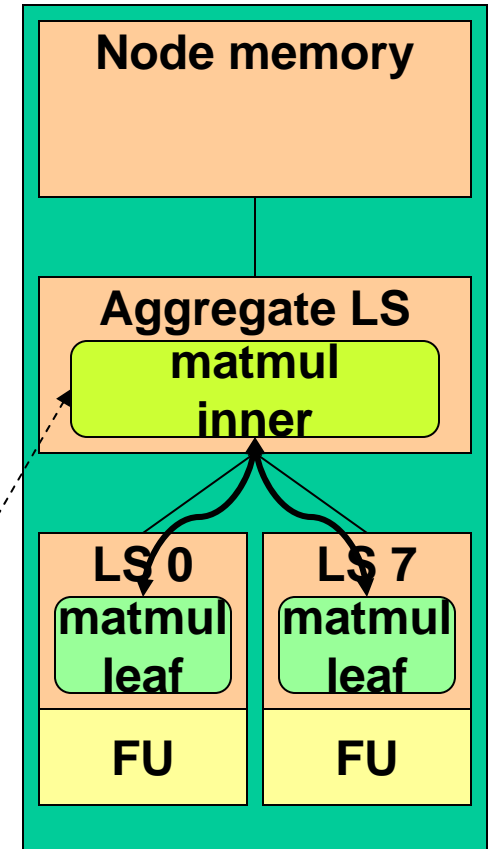 Node memory
Aggregate LS
matmul
inner
LS 0
matmul
leaf
FU
LS 7
matmul
leaf
FU